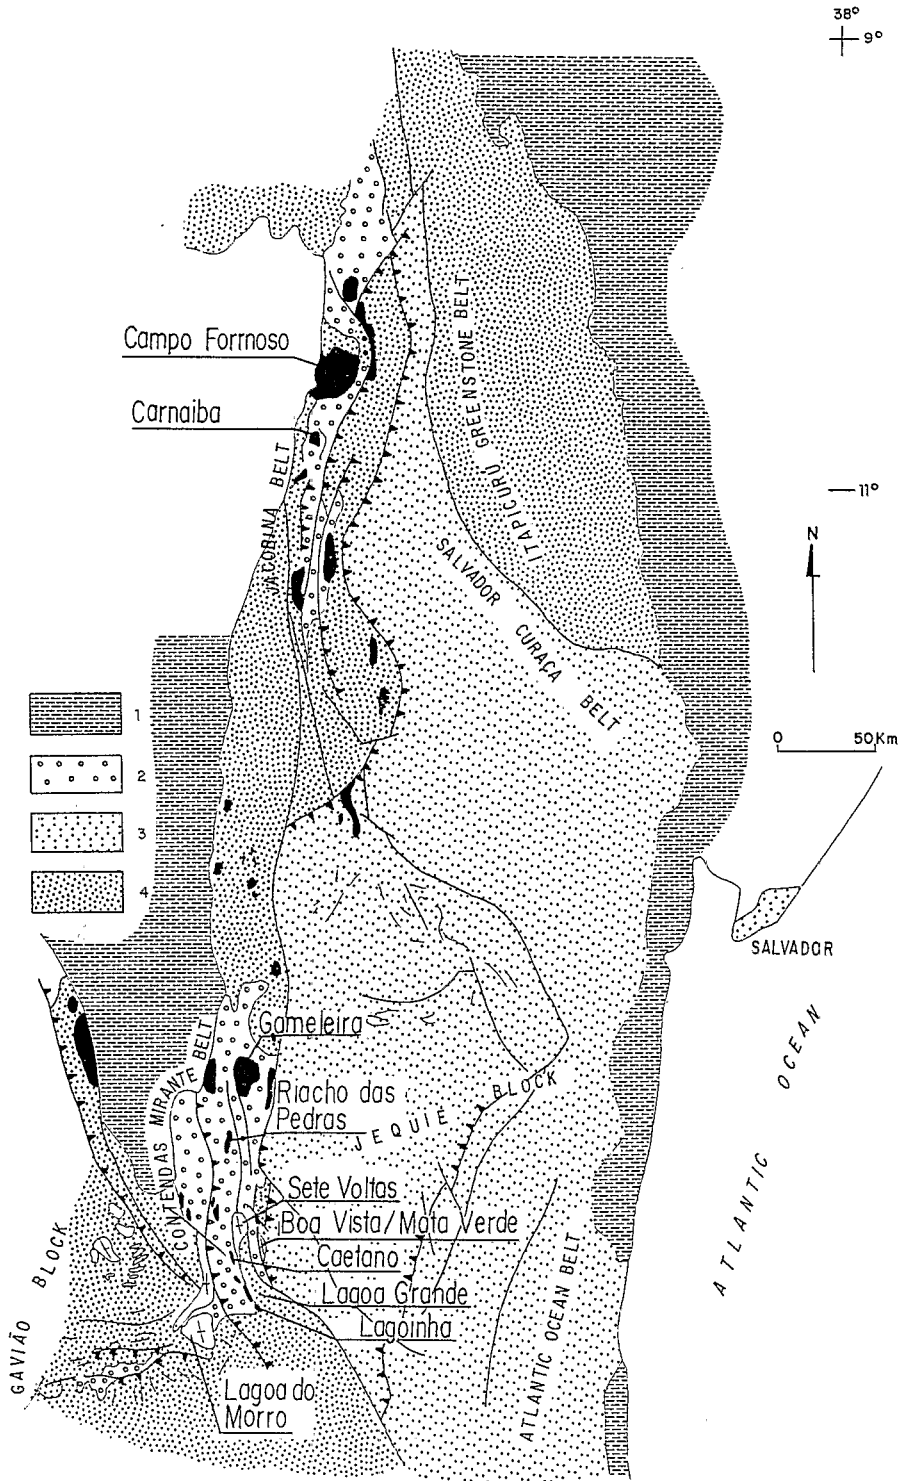 38°
9°
Campo Formoso
Carnaiba
JACOBINA BELT
ITAPICURU GREENSTONE BELT
11°
N
SALVADOR CURAÇA BELT
0 50Km
1
2
3
4
SALVADOR
ATLANTIC OCEAN
Gameleira
CONTENDAS MIRANTE BELT
Riacho das
Pedras
JEQUIÉ BLOCK
Sete Voltas
Boa Vista/Mata Verde
Caetano
Lagoa Grande
Lagoinha
GAVIÃO BLOCK
ATLANTIC OCEAN BELT
Lagoa do
Morro